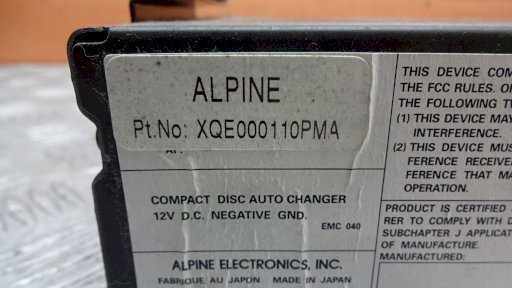 ALPINE
Pt.No: XQE000110PMA
COMPACT DISC AUTO CHANGER
12V D.C. NEGATIVE GND.
EMC 040
ALPINE ELECTRONICS, INC.
FABRIQUE AU JAPON MADE IN JAPAN
THIS DEVICE COM
THE FCC RULES. OP
THE FOLLOWING T
(1) THIS DEVICE MAY
INTERFERENCE.
(2) THIS DEVICE MUS
FERENCE RECEIVE
FERENCE THAT MA
OPERATION.
PRODUCT IS CERTIFIED
RER TO COMPLY WITH D
SUBCHAPTER J APPLICAT
OF MANUFACTURE.
MANUFACTURED: